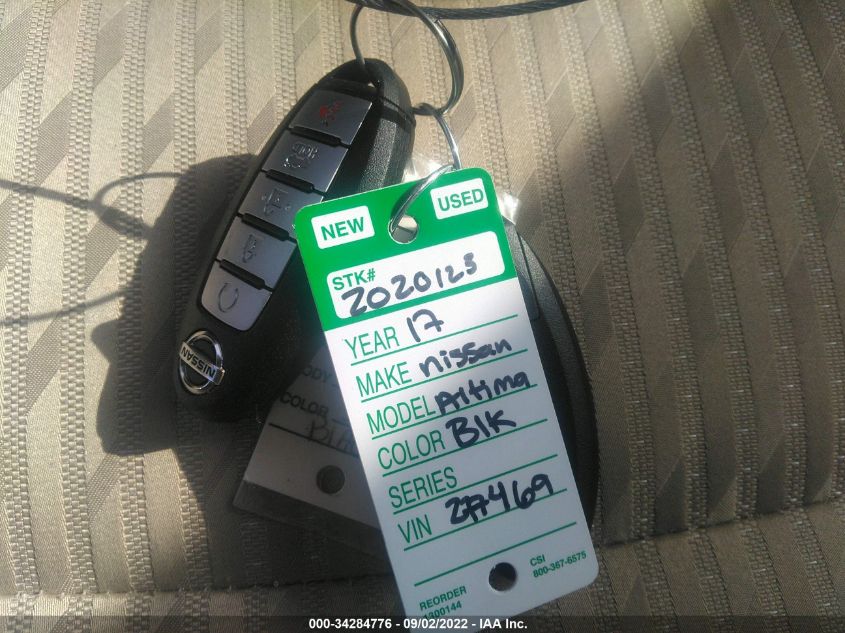 NEW USED
STK# 2020123
YEAR 17
MAKE nissan
MODEL Altima
COLOR Blk
SERIES
VIN
REORDER CSI
800-367-6575
NISSAN
COLOR
000-34284776 - 09/02/2022 - IAA Inc.